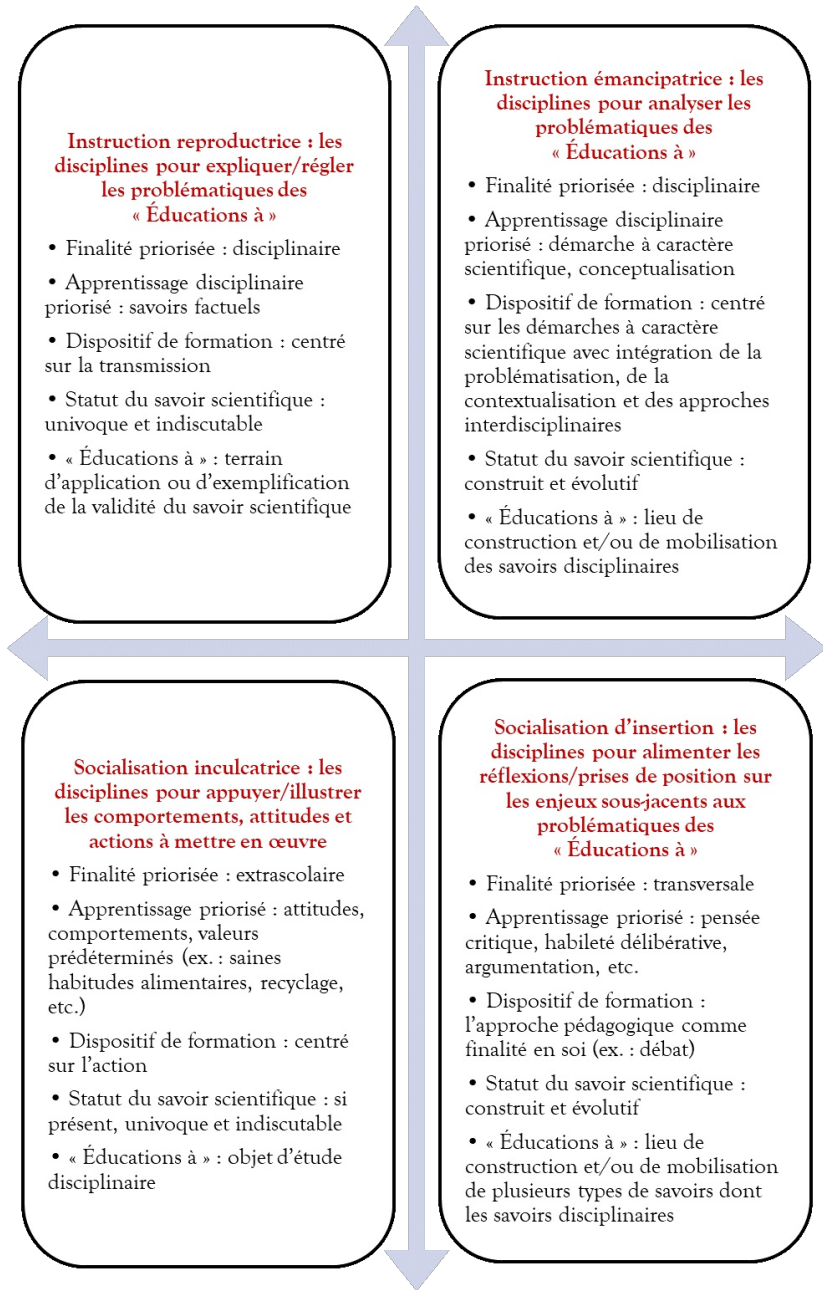 Instruction reproductrice : les
disciplines pour expliquer/régler
les problématiques des
« Éducations à »
• Finalité priorisée : disciplinaire
• Apprentissage disciplinaire
priorisé : savoirs factuels
• Dispositif de formation : centré
sur la transmission
• Statut du savoir scientifique :
univoque et indiscutable
• « Éducations à » : terrain
d’application ou d’exemplification
de la validité du savoir scientifique
Instruction émancipatrice : les
disciplines pour analyser les
problématiques des
« Éducations à »
• Finalité priorisée : disciplinaire
• Apprentissage disciplinaire
priorisé : démarche à caractère
scientifique, conceptualisation
• Dispositif de formation : centré
sur les démarches à caractère
scientifique avec intégration de la
problématisation, de la
contextualisation et des approches
interdisciplinaires
• Statut du savoir scientifique :
construit et évolutif
• « Éducations à » : lieu de
construction et/ou de mobilisation
des savoirs disciplinaires
Socialisation inculcatrice : les
disciplines pour appuyer/illustrer
les comportements, attitudes et
actions à mettre en œuvre
• Finalité priorisée : extrascolaire
• Apprentissage priorisé : attitudes,
comportements, valeurs
prédéterminés (ex. : saines
habitudes alimentaires, recyclage,
etc.)
• Dispositif de formation : centré
sur l’action
• Statut du savoir scientifique : si
présent, univoque et indiscutable
• « Éducations à » : objet d’étude
disciplinaire
Socialisation d’insertion : les
disciplines pour alimenter les
réflexions/prises de position sur
les enjeux sous-jacents aux
problématiques des
« Éducations à »
• Finalité priorisée : transversale
• Apprentissage priorisé : pensée
critique, habileté délibérative,
argumentation, etc.
• Dispositif de formation :
l’approche pédagogique comme
finalité en soi (ex. : débat)
• Statut du savoir scientifique :
construit et évolutif
• « Éducations à » : lieu de
construction et/ou de mobilisation
de plusieurs types de savoirs dont
les savoirs disciplinaires